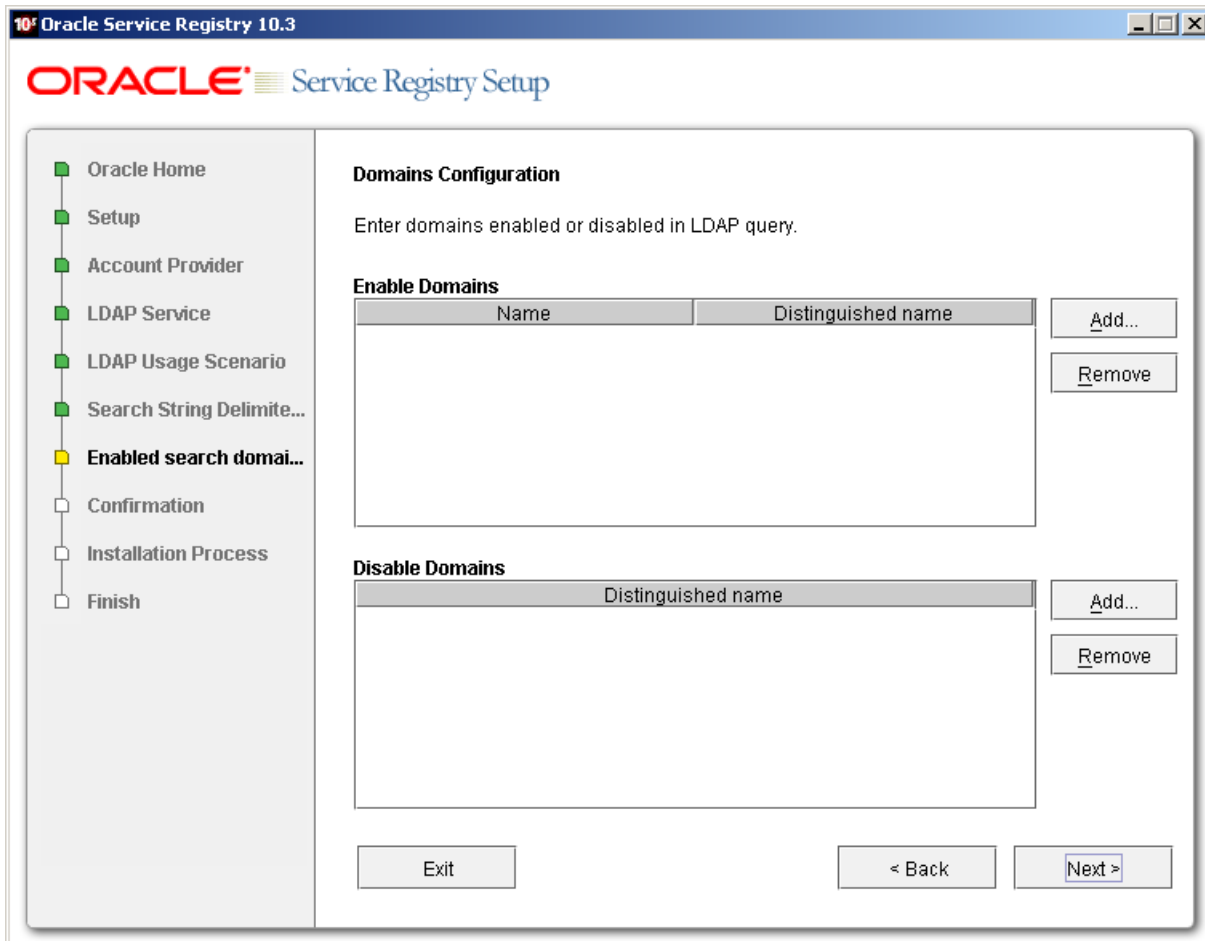 10g Oracle Service Registry 10.3
ORACLE Service Registry Setup
Oracle Home
Setup
Account Provider
LDAP Service
LDAP Usage Scenario
Search String Delimite...
Enabled search domai...
Confirmation
Installation Process
Finish
Domains Configuration
Enter domains enabled or disabled in LDAP query.
Enable Domains
Name Distinguished name
Add...
Remove
Disable Domains
Distinguished name
Add...
Remove
Exit < Back Next >